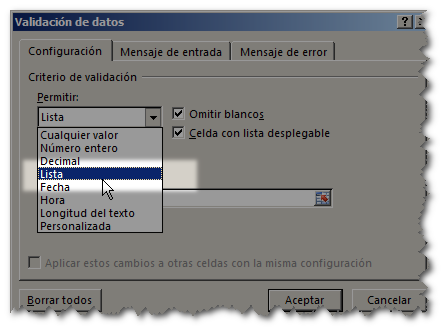 Validación de datos
Configuración
Mensaje de entrada
Mensaje de error
Criterio de validación
Permitir:
Lista
Omitir blancos
Celda con lista desplegable
Cualquier valor
Número entero
Decimal
Lista
Fecha
Hora
Longitud del texto
Personalizada
Aplicar estos cambios a otras celdas con la misma configuración
Borrar todos
Aceptar
Cancelar